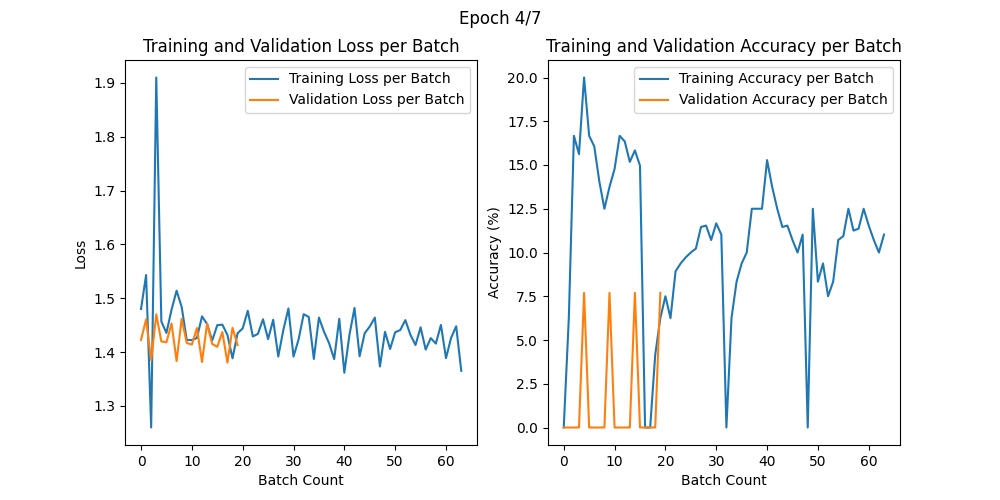 Epoch 4/7
Training and Validation Loss per Batch
Training Loss per Batch
Validation Loss per Batch
1.9
1.8
1.7
1.6
1.5
1.4
1.3
Loss
0 10 20 30 40 50 60
Batch Count
Training and Validation Accuracy per Batch
Training Accuracy per Batch
Validation Accuracy per Batch
20.0
17.5
15.0
12.5
10.0
7.5
5.0
2.5
0.0
Accuracy (%)
0 10 20 30 40 50 60
Batch Count